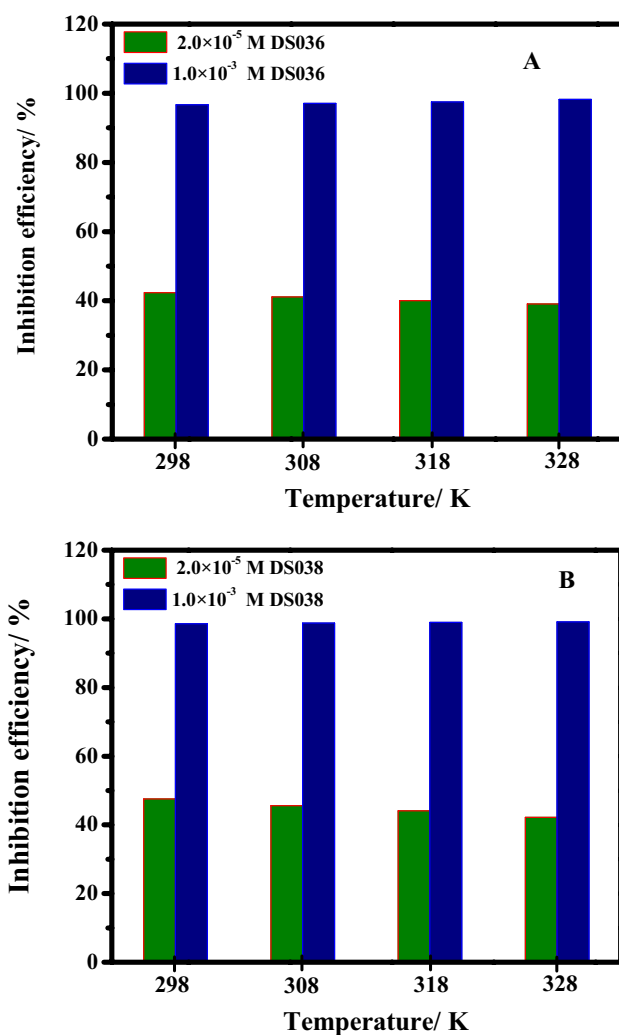 120
100
80
60
40
20
0
Inhibition efficiency/ %
2.0×10⁻⁵ M DS036
1.0×10⁻³ M DS036
A
298 308 318 328
Temperature/ K
120
100
80
60
40
20
0
Inhibition efficiency/ %
2.0×10⁻⁵ M DS038
1.0×10⁻³ M DS038
B
298 308 318 328
Temperature/ K